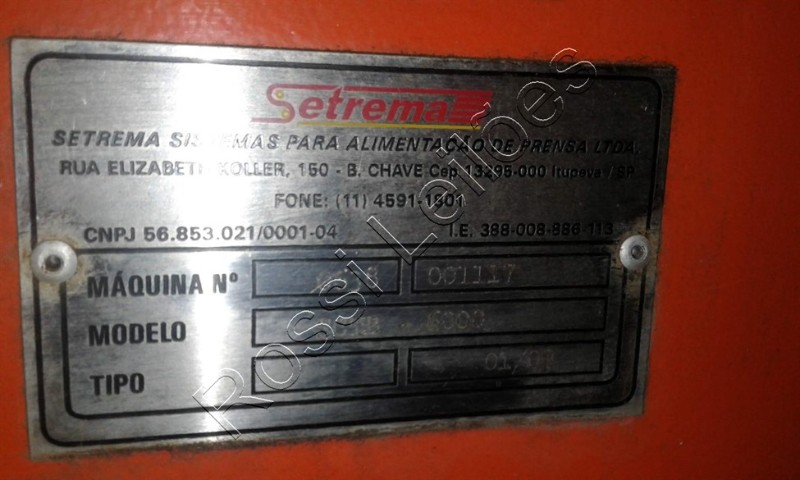 Setrema
SETREMA SISTEMAS PARA ALIMENTAÇÃO DE PRENSA LTDA.
RUA ELIZABETH KOLLER, 150 - B. CHAVE Cep 13295-000 Itupeva / SP
FONE: (11) 4591-1801
CNPJ 56.853.021/0001-04 I.E. 388-008-886-113
MÁQUINA Nº 001117
MODELO 6000
TIPO
Rossi Leilões